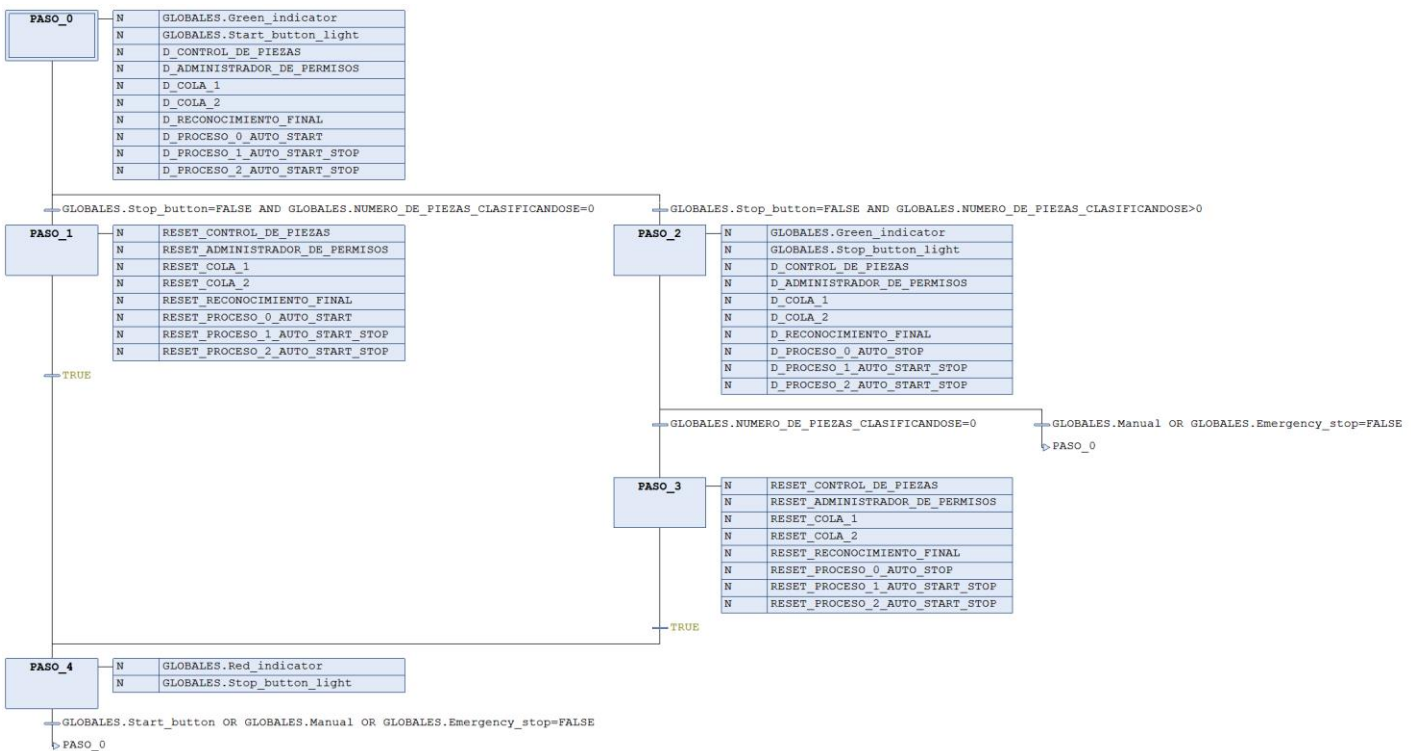 PASO_0
N GLOBALES.Green_indicator
N GLOBALES.Start_button_light
N D_CONTROL_DE_PIEZAS
N D_ADMINISTRADOR_DE_PERMISOS
N D_COLA_1
N D_COLA_2
N D_RECONOCIMIENTO_FINAL
N D_PROCESO_0_AUTO_START
N D_PROCESO_1_AUTO_START_STOP
N D_PROCESO_2_AUTO_START_STOP
GLOBALES.Stop_button=FALSE AND GLOBALES.NUMERO_DE_PIEZAS_CLASIFICANDOSE=0
GLOBALES.Stop_button=FALSE AND GLOBALES.NUMERO_DE_PIEZAS_CLASIFICANDOSE>0
PASO_1
N RESET_CONTROL_DE_PIEZAS
N RESET_ADMINISTRADOR_DE_PERMISOS
N RESET_COLA_1
N RESET_COLA_2
N RESET_RECONOCIMIENTO_FINAL
N RESET_PROCESO_0_AUTO_START
N RESET_PROCESO_1_AUTO_START_STOP
N RESET_PROCESO_2_AUTO_START_STOP
TRUE
PASO_2
N GLOBALES.Green_indicator
N GLOBALES.Stop_button_light
N D_CONTROL_DE_PIEZAS
N D_ADMINISTRADOR_DE_PERMISOS
N D_COLA_1
N D_COLA_2
N D_RECONOCIMIENTO_FINAL
N D_PROCESO_0_AUTO_STOP
N D_PROCESO_1_AUTO_START_STOP
N D_PROCESO_2_AUTO_START_STOP
GLOBALES.NUMERO_DE_PIEZAS_CLASIFICANDOSE=0
GLOBALES.Manual OR GLOBALES.Emergency_stop=FALSE
PASO_0
PASO_3
N RESET_CONTROL_DE_PIEZAS
N RESET_ADMINISTRADOR_DE_PERMISOS
N RESET_COLA_1
N RESET_COLA_2
N RESET_RECONOCIMIENTO_FINAL
N RESET_PROCESO_0_AUTO_STOP
N RESET_PROCESO_1_AUTO_START_STOP
N RESET_PROCESO_2_AUTO_START_STOP
TRUE
PASO_4
N GLOBALES.Red_indicator
N GLOBALES.Stop_button_light
GLOBALES.Start_button OR GLOBALES.Manual OR GLOBALES.Emergency_stop=FALSE
PASO_0